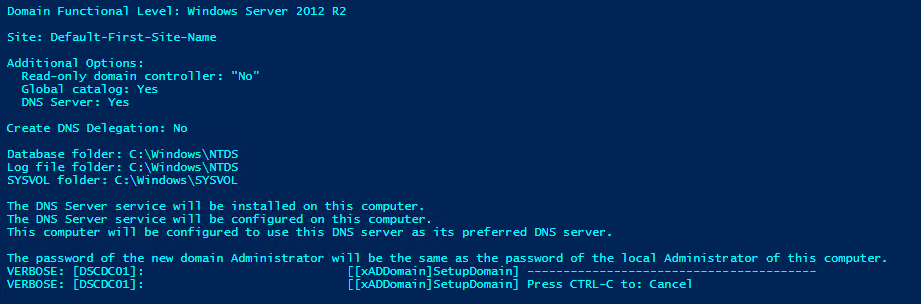 Domain Functional Level: Windows Server 2012 R2
Site: Default-First-Site-Name
Additional Options:
Read-only domain controller: "No"
Global catalog: Yes
DNS Server: Yes
Create DNS Delegation: No
Database folder: C:\Windows\NTDS
Log file folder: C:\Windows\NTDS
SYSVOL folder: C:\Windows\SYSVOL
The DNS Server service will be installed on this computer.
The DNS Server service will be configured on this computer.
This computer will be configured to use this DNS server as its preferred DNS server.
The password of the new domain Administrator will be the same as the password of the local Administrator of this computer.
VERBOSE: [DSCDC01]: [[xADDomain]SetupDomain] ----------------------------------------
VERBOSE: [DSCDC01]: [[xADDomain]SetupDomain] Press CTRL-C to: Cancel